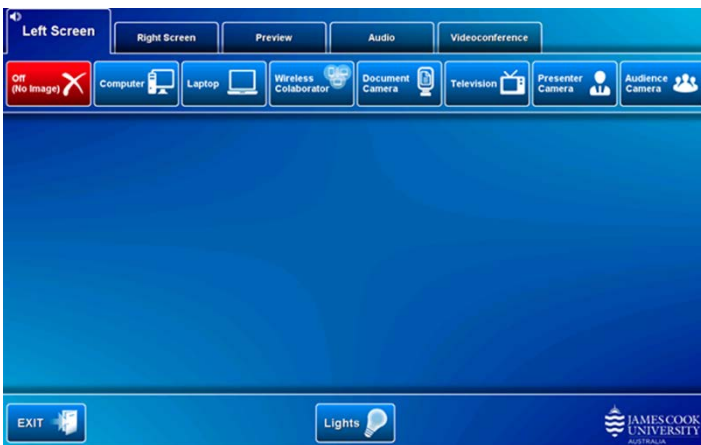 Left Screen
Right Screen
Preview
Audio
Videoconference
Off
(No Image)
Computer
Laptop
Wireless
Colaborator
Document
Camera
Television
Presenter
Camera
Audience
Camera
EXIT
Lights
JAMES COOK
UNIVERSITY
AUSTRALIA